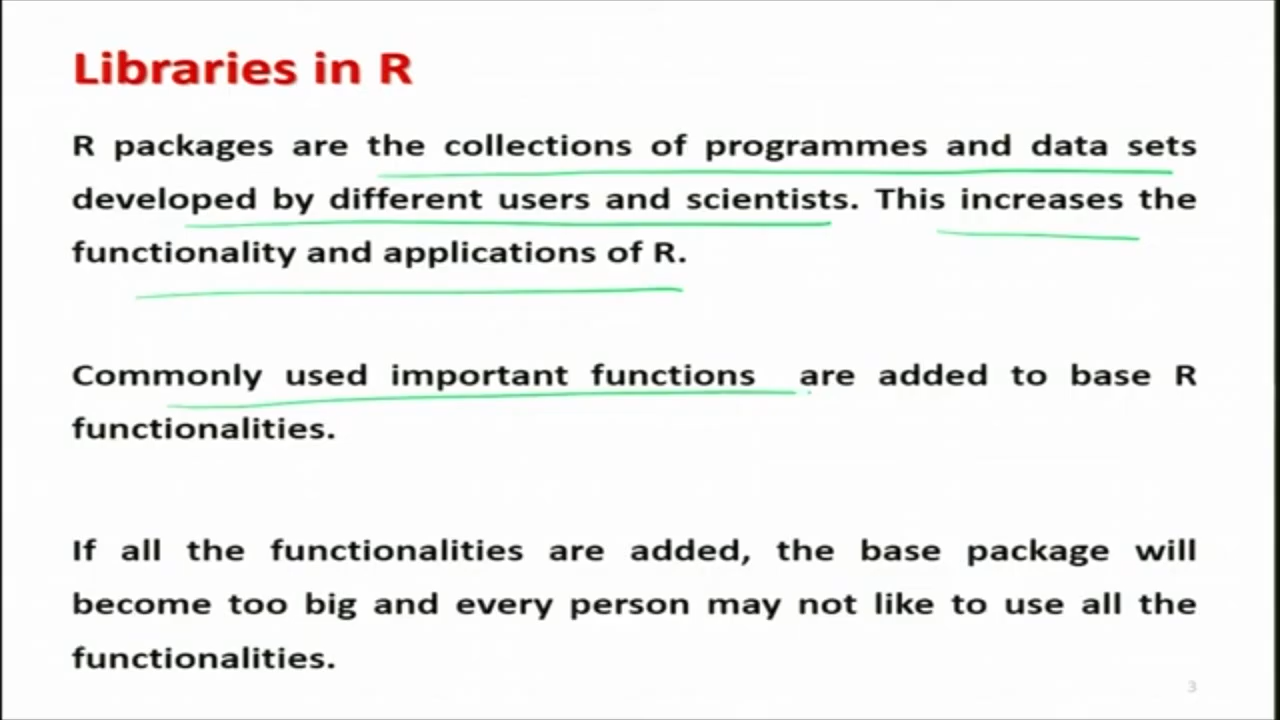 Libraries in R
R packages are the collections of programmes and data sets
developed by different users and scientists. This increases the
functionality and applications of R.
Commonly used important functions are added to base R
functionalities.
If all the functionalities are added, the base package will
become too big and every person may not like to use all the
functionalities.
3